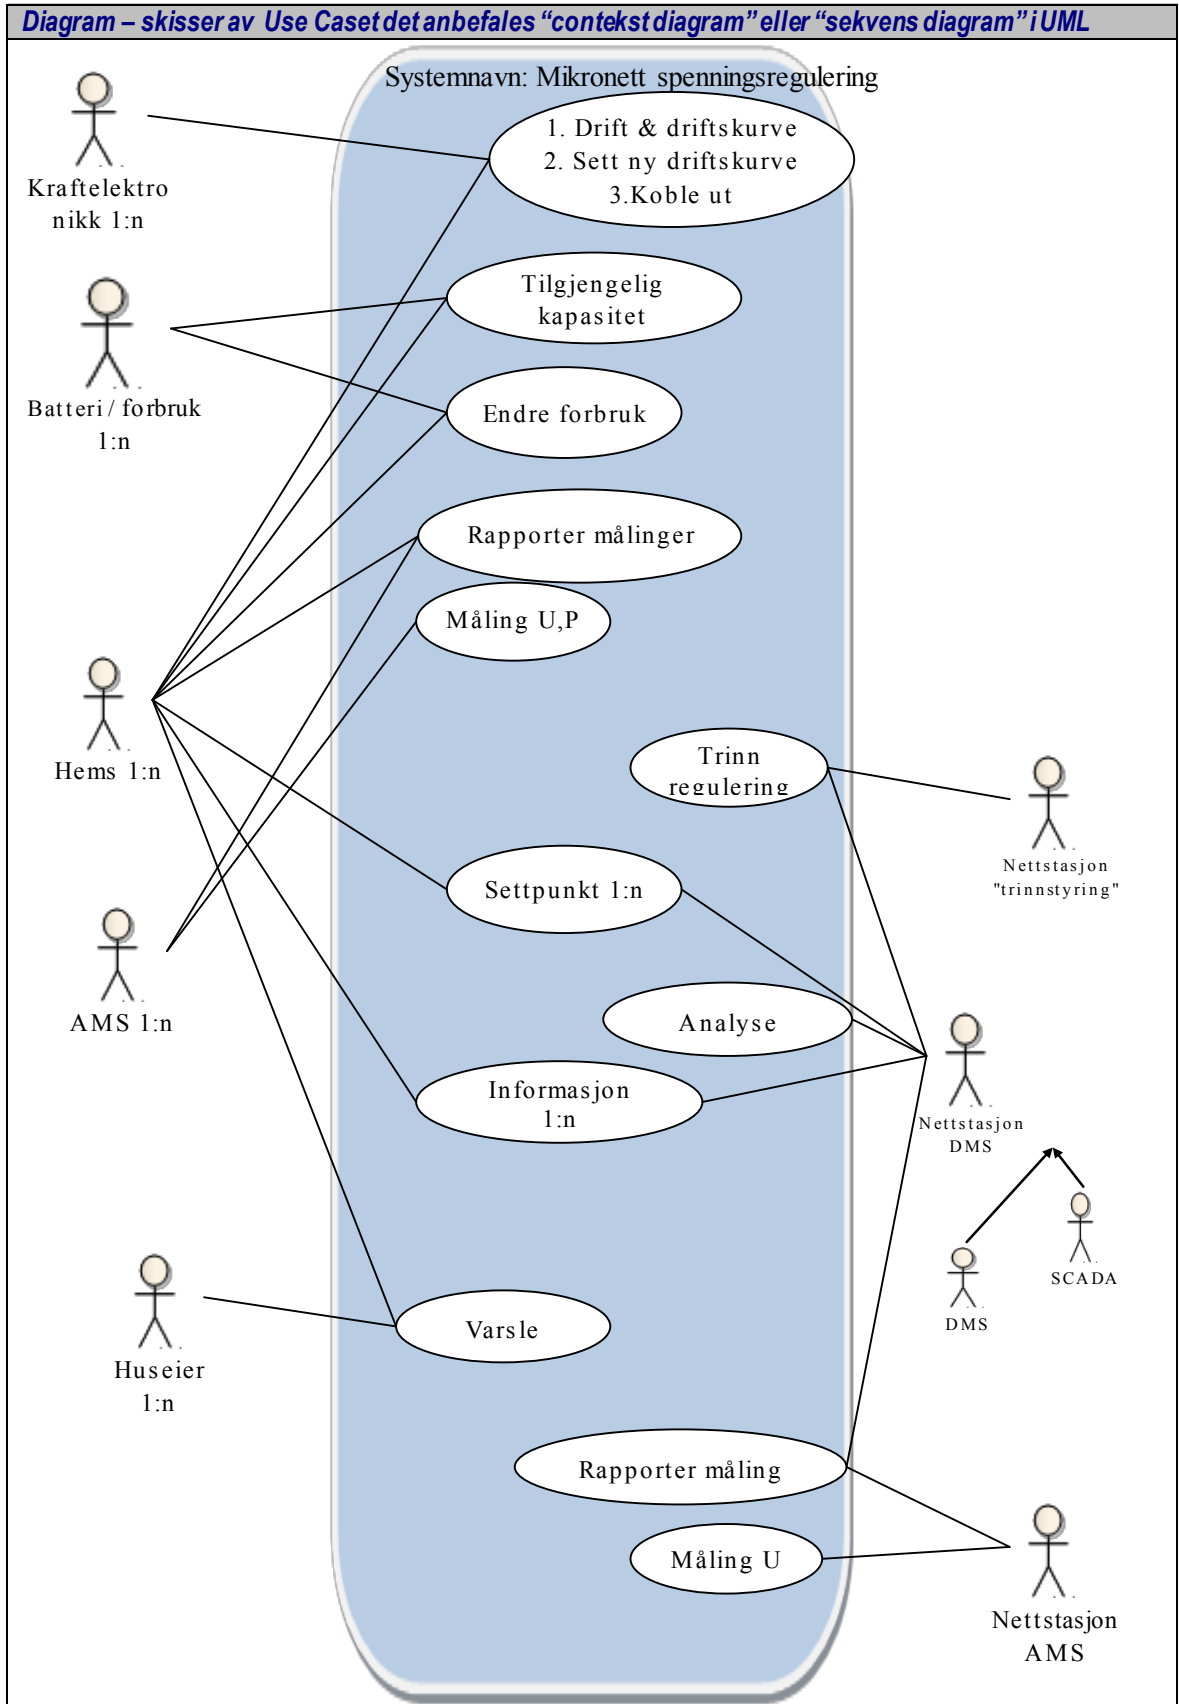 Diagram – skisser av Use Caset det anbefales “contekst diagram” eller “sekvens diagram” i UML
Systemnavn: Mikronett spenningsregulering
1. Drift & driftskurve
2. Sett ny driftskurve
3.Koble ut
Kraftelektro
nikk 1:n
Tilgjengelig
kapasitet
Batteri / forbruk
1:n
Endre forbruk
Rapporter målinger
Måling U,P
Hems 1:n
Trinn
regulering
Nettstasjon
"trinnstyring"
Settpunkt 1:n
AMS 1:n
Analyse
Informasjon
1:n
Nettstasjon
DMS
SCADA
DMS
Huseier
1:n
Varsle
Rapporter måling
Måling U
Nettstasjon
AMS